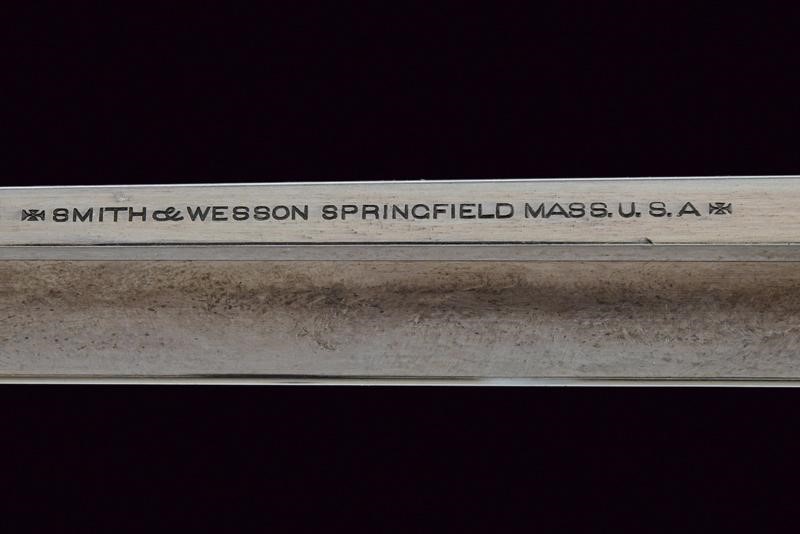 SMITH & WESSON SPRINGFIELD MASS. U. S. A